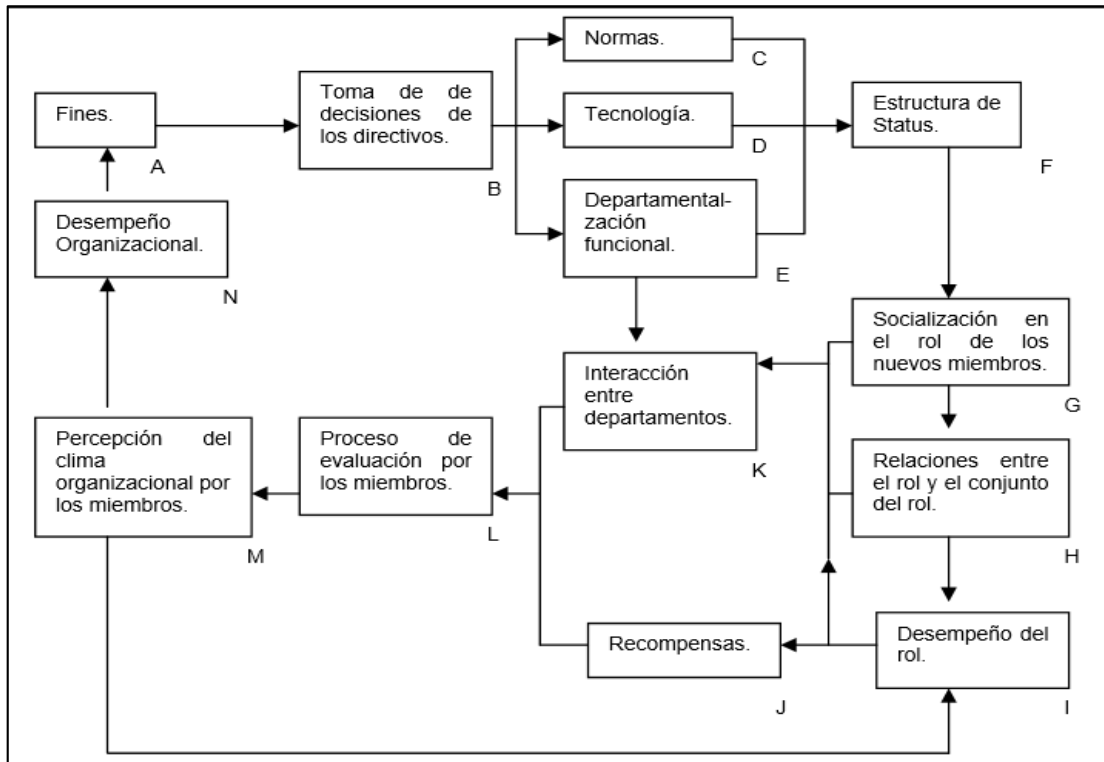 Fines.
A
Toma de de
decisiones de
los directivos.
B
Normas.
C
Tecnología.
D
Departamental-
zación
funcional.
E
Estructura de
Status.
F
Socialización en
el rol de los
nuevos miembros.
G
Relaciones entre
el rol y el conjunto
del rol.
H
Desempeño del
rol.
I
Recompensas.
J
Interacción
entre
departamentos.
K
Proceso de
evaluación por
los miembros.
L
Percepción del
clima
organizacional por
los miembros.
M
Desempeño
Organizacional.
N